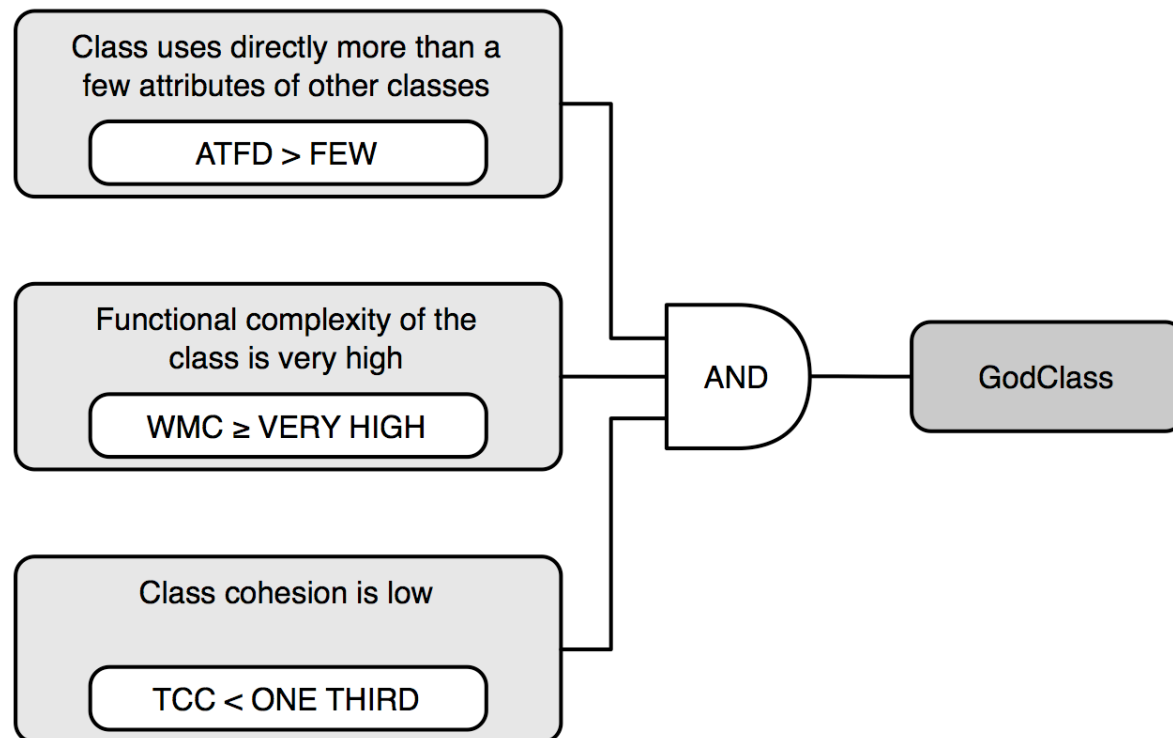 Class uses directly more than a
few attributes of other classes
ATFD > FEW
Functional complexity of the
class is very high
WMC ≥ VERY HIGH
Class cohesion is low
TCC < ONE THIRD
AND
GodClass